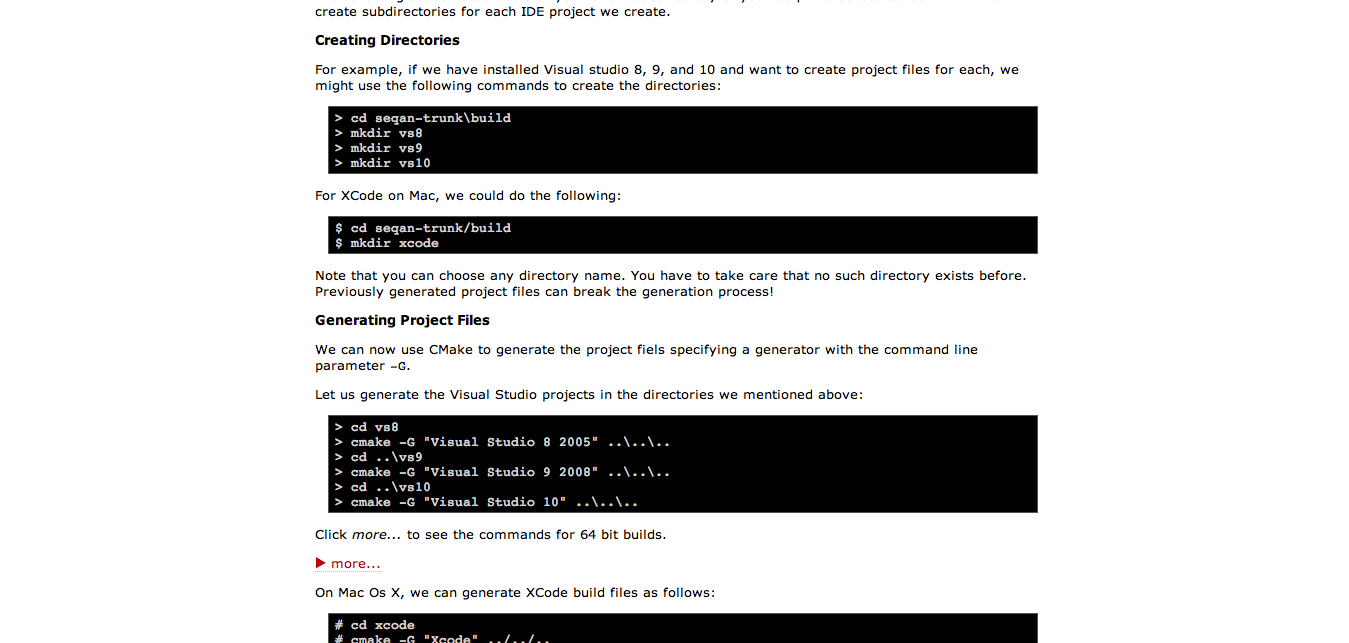 create subdirectories for each IDE project we create.
Creating Directories
For example, if we have installed Visual studio 8, 9, and 10 and want to create project files for each, we
might use the following commands to create the directories:
> cd seqan-trunk\build
> mkdir vs8
> mkdir vs9
> mkdir vs10
For XCode on Mac, we could do the following:
$ cd seqan-trunk/build
$ mkdir xcode
Note that you can choose any directory name. You have to take care that no such directory exists before.
Previously generated project files can break the generation process!
Generating Project Files
We can now use CMake to generate the project fiels specifying a generator with the command line
parameter -G.
Let us generate the Visual Studio projects in the directories we mentioned above:
> cd vs8
> cmake -G "Visual Studio 8 2005" ..\..\..
> cd ..\vs9
> cmake -G "Visual Studio 9 2008" ..\..\..
> cd ..\vs10
> cmake -G "Visual Studio 10" ..\..\..
Click more... to see the commands for 64 bit builds.
▶ more...
On Mac Os X, we can generate XCode build files as follows:
# cd xcode
# cmake -G "Xcode" ../../..